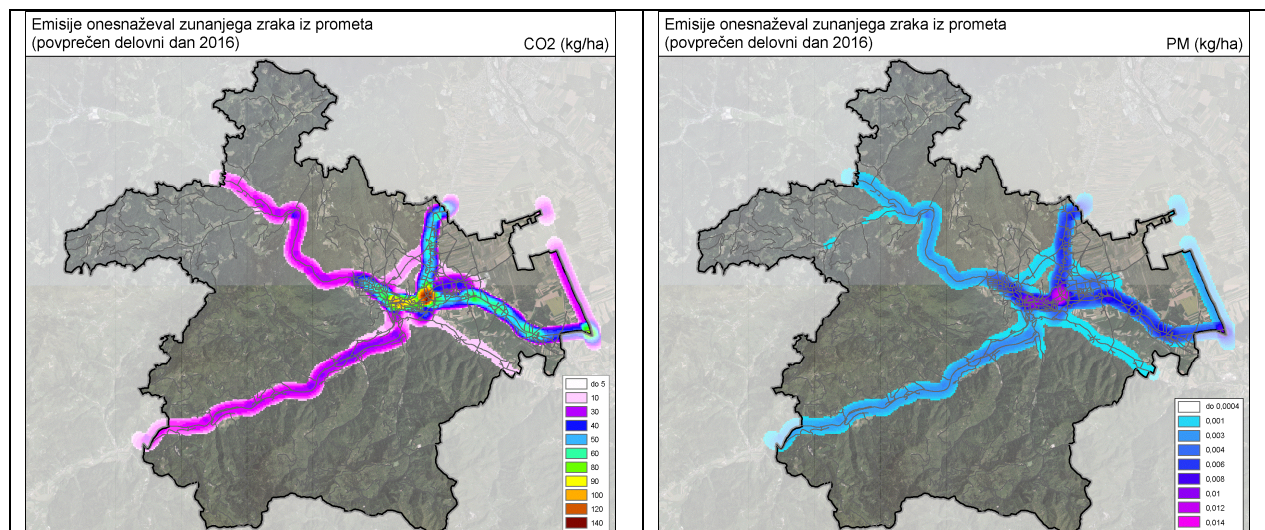 Emisije onesnaževal zunanjega zraka iz prometa
(povprečen delovni dan 2016)
CO2 (kg/ha)
do 5
10
30
40
50
60
80
90
100
120
140
Emisije onesnaževal zunanjega zraka iz prometa
(povprečen delovni dan 2016)
PM (kg/ha)
do 0,0004
0,001
0,003
0,004
0,006
0,008
0,01
0,012
0,014